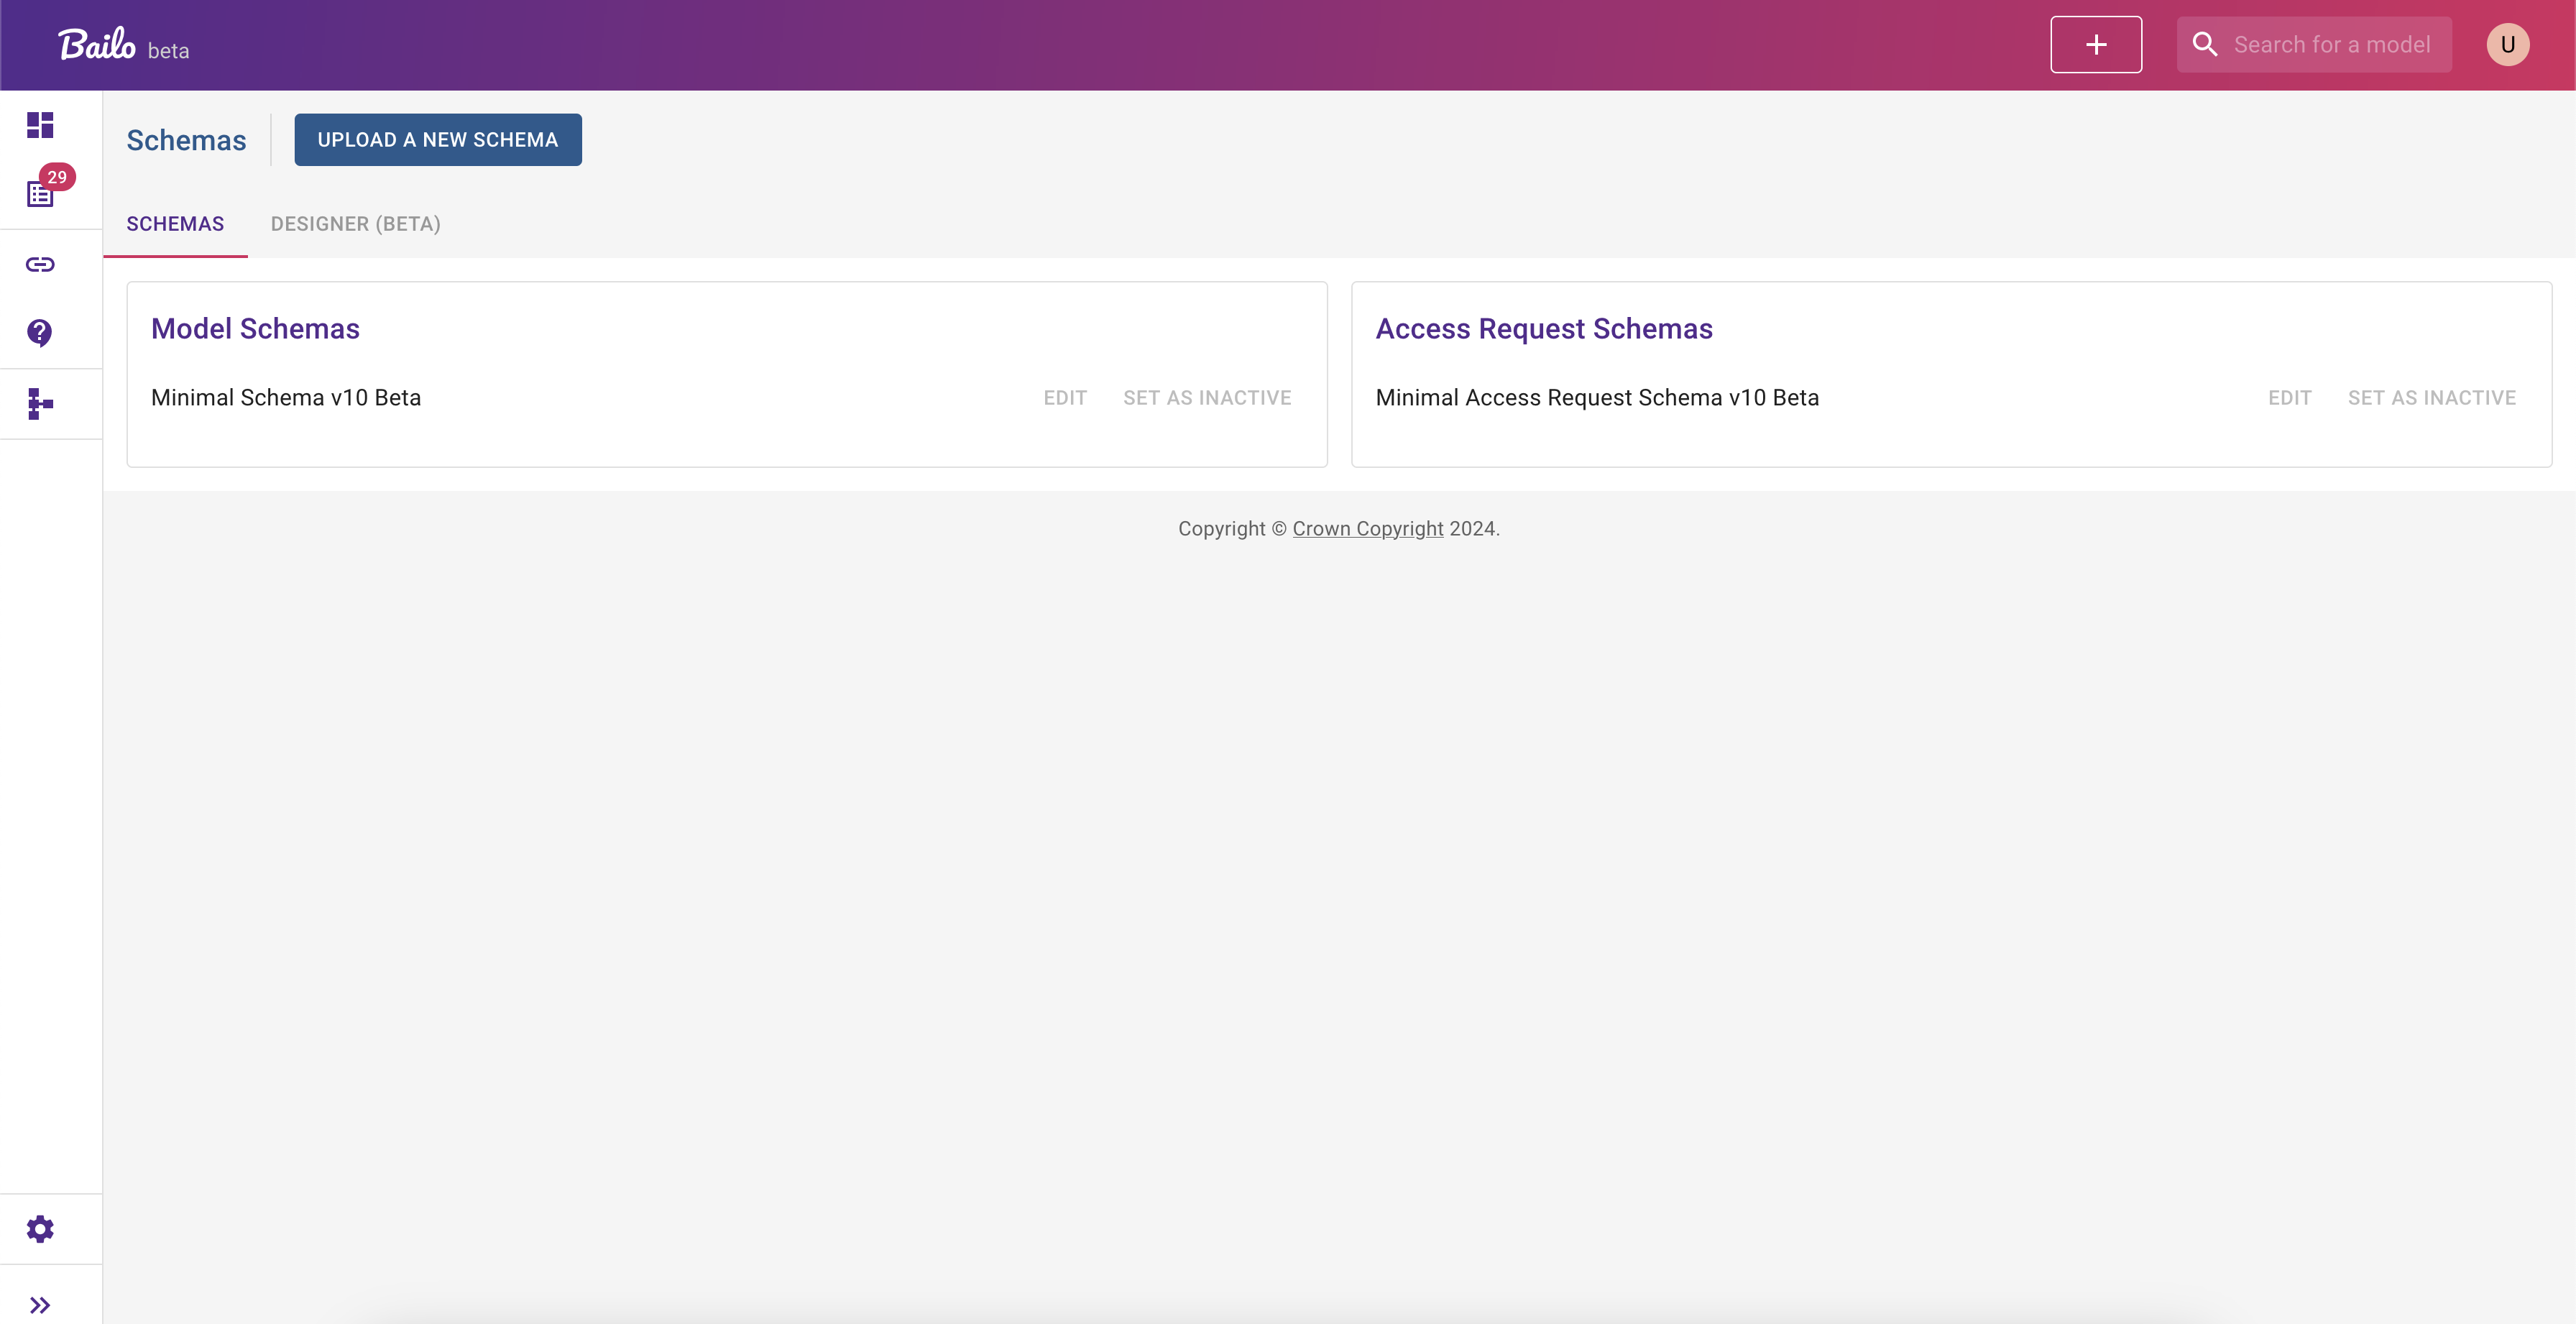 Bailo beta
+
Search for a model
U
29
Schemas
UPLOAD A NEW SCHEMA
SCHEMAS
DESIGNER (BETA)
Model Schemas
Minimal Schema v10 Beta
EDIT
SET AS INACTIVE
Access Request Schemas
Minimal Access Request Schema v10 Beta
EDIT
SET AS INACTIVE
Copyright © Crown Copyright 2024.